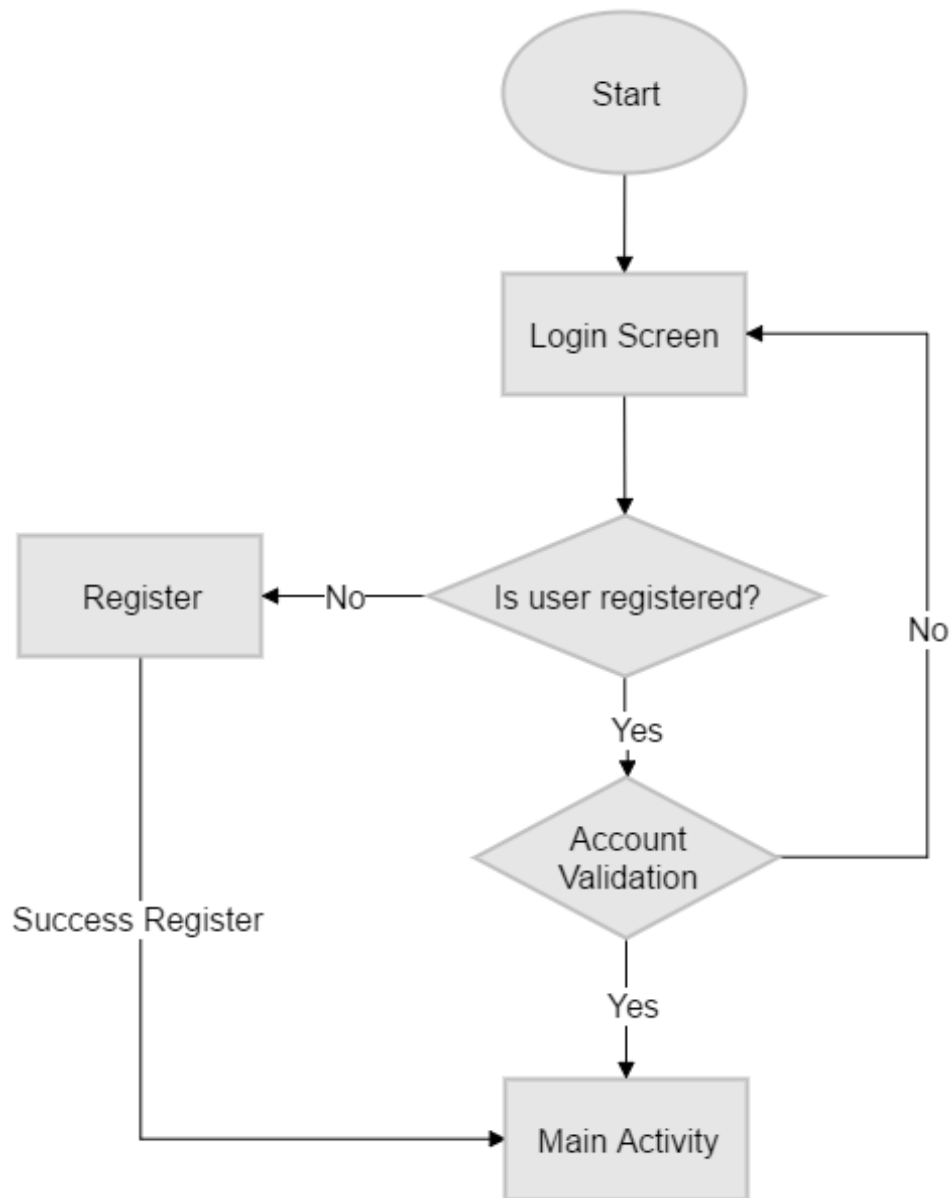 Start
Login Screen
Is user registered?
No
Register
No
Yes
Account
Validation
Success Register
Yes
Main Activity